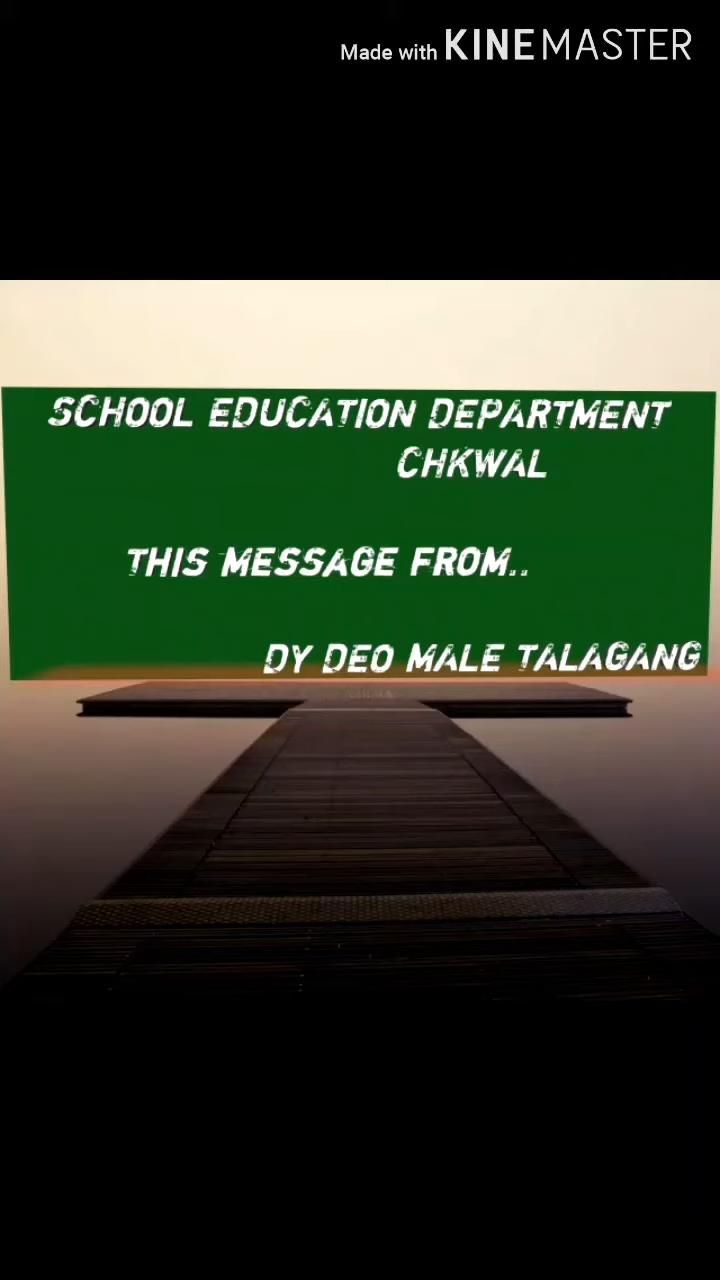 Made with KINEMASTER
SCHOOL EDUCATION DEPARTMENT
CHKWAL
THIS MESSAGE FROM..
DY DEO MALE TALAGANG